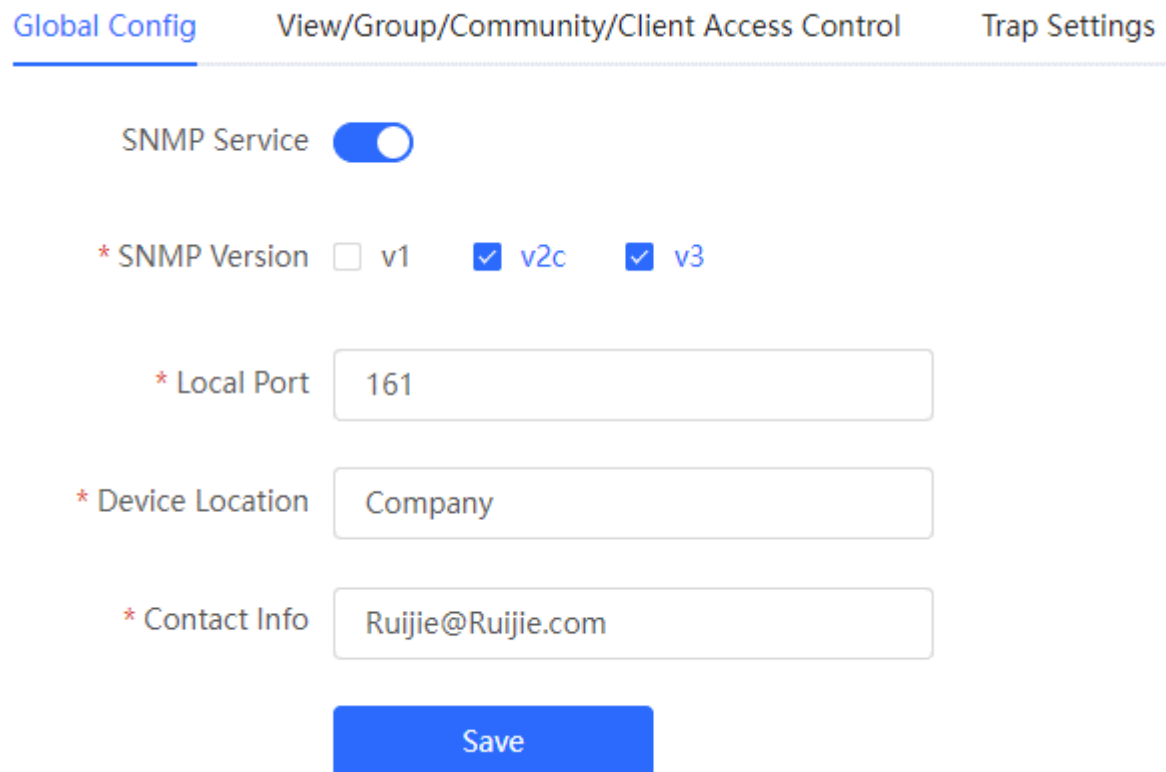 Global Config View/Group/Community/Client Access Control Trap Settings
SNMP Service
* SNMP Version v1 v2c v3
* Local Port 161
* Device Location Company
* Contact Info Ruijie@Ruijie.com
Save